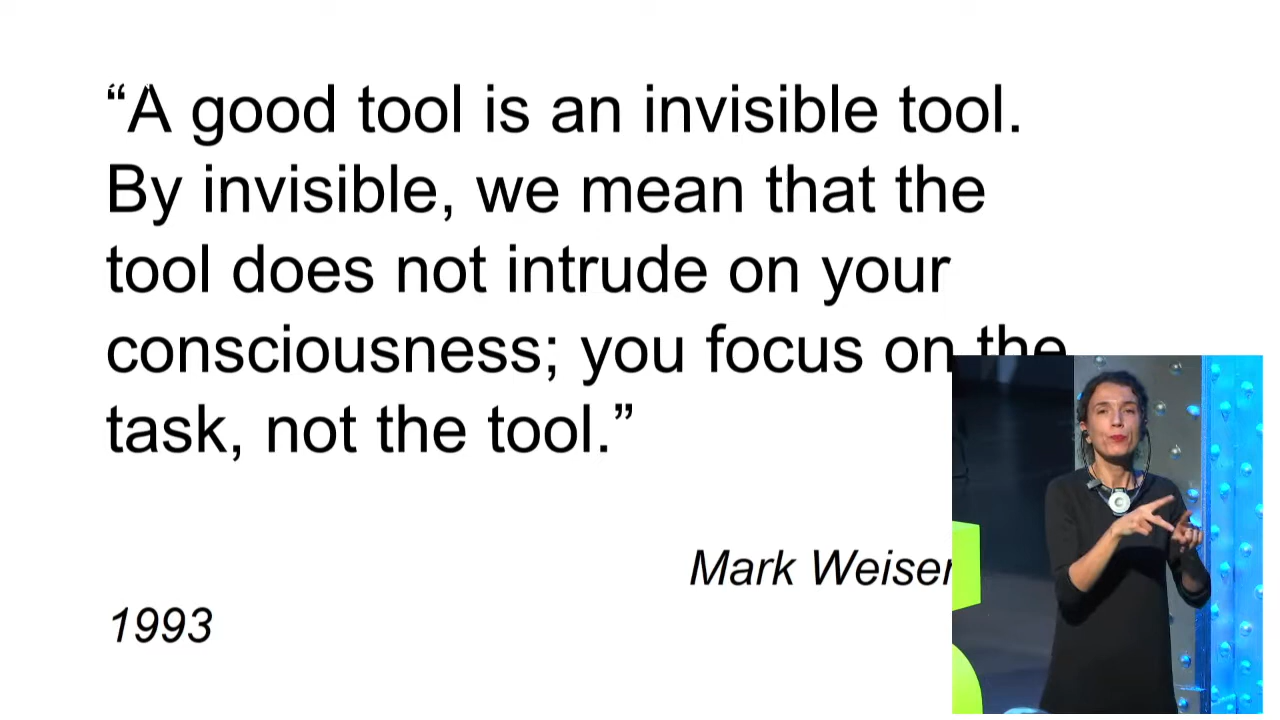 “A good tool is an invisible tool.
By invisible, we mean that the
tool does not intrude on your
consciousness; you focus on the
task, not the tool.”
Mark Weiser
1993